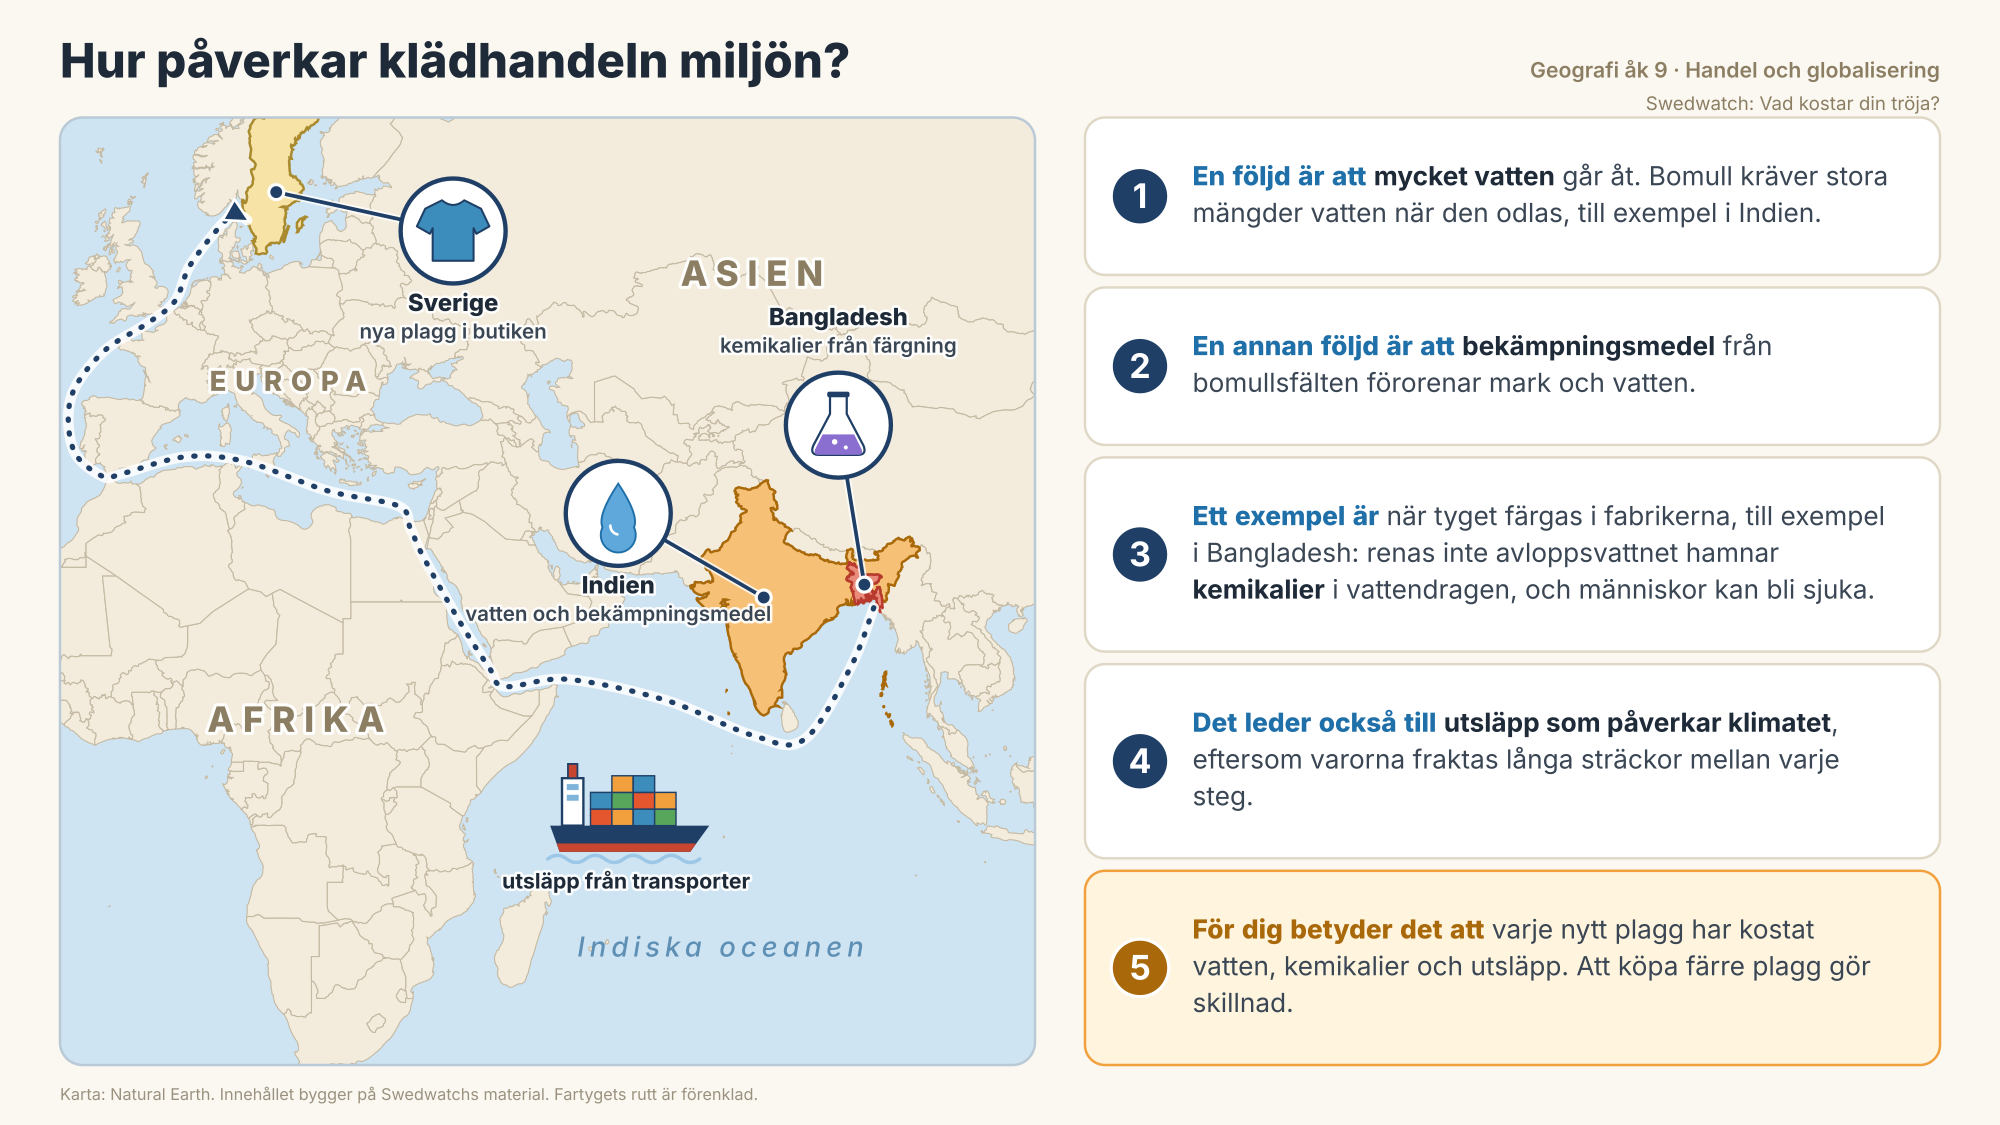 Hur påverkar klädhandeln miljön?
Geografi åk 9 · Handel och globalisering
Swedwatch: Vad kostar din tröja?
Sverige
nya plagg i butiken
ASIEN
Bangladesh
kemikalier från färgning
EUROPA
Indien
vatten och bekämpningsmedel
AFRIKA
utsläpp från transporter
Indiska oceanen
1
En följd är att mycket vatten går åt. Bomull kräver stora
mängder vatten när den odlas, till exempel i Indien.
2
En annan följd är att bekämpningsmedel från
bomullsfälten förorenar mark och vatten.
3
Ett exempel är när tyget färgas i fabrikerna, till exempel
i Bangladesh: renas inte avloppsvattnet hamnar
kemikalier i vattendragen, och människor kan bli sjuka.
4
Det leder också till utsläpp som påverkar klimatet,
eftersom varorna fraktas långa sträckor mellan varje
steg.
5
För dig betyder det att varje nytt plagg har kostat
vatten, kemikalier och utsläpp. Att köpa färre plagg gör
skillnad.
Karta: Natural Earth. Innehållet bygger på Swedwatchs material. Fartygets rutt är förenklad.